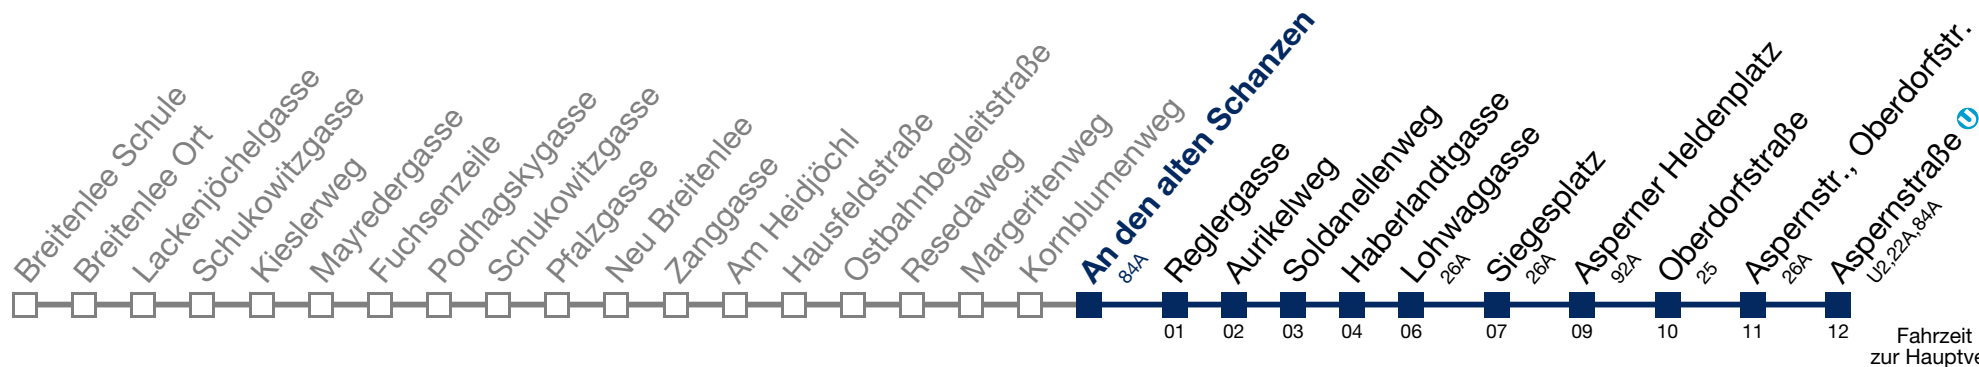 Breitenlee Schule
Breitenlee Ort
Lackenjöchelgasse
Schukowitzgasse
Kieslerweg
Mayredergasse
Fuchsenzeile
Podhagskygasse
Schukowitzgasse
Pfalzgasse
Neu Breitenlee
Zanggasse
Am Heidjöchl
Hausfeldstraße
Ostbahnbegleitstraße
Resedaweg
Margeritenweg
Kornblumenweg
An den alten Schanzen
84A
Reglergasse
01
Aurikelweg
02
Soldanellenweg
03
Haberlandtgasse
04
Lohwaggasse
26A
06
Siegesplatz
26A
07
Asperner Heldenplatz
92A
09
Oberdorfstraße
25
10
Aspernstr., Oberdorfstr.
26A
11
Aspernstraße U
U2,22A,84A
12
Fahrzeit
zur Hauptve